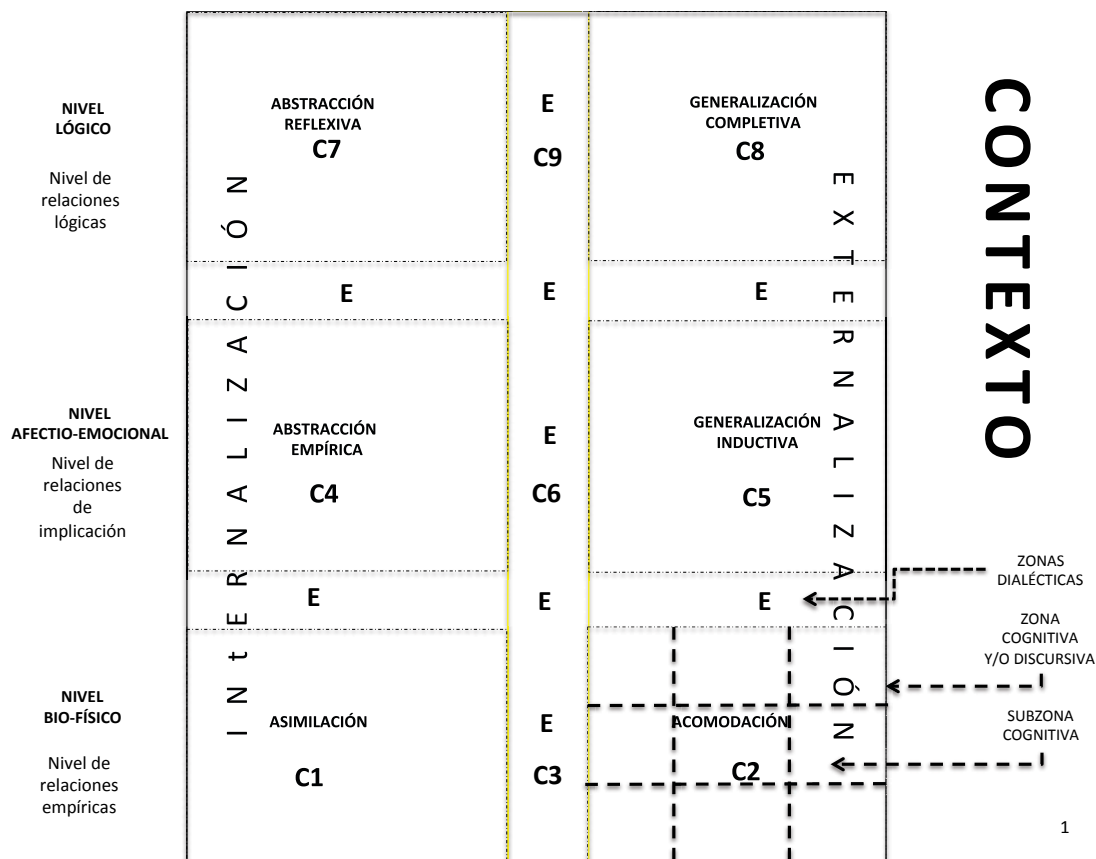 NIVEL
LÓGICO
Nivel de
relaciones
lógicas
ABSTRACCIÓN
REFLEXIVA
C7
E
C9
GENERALIZACIÓN
COMPLETIVA
C8
E
E
E
NIVEL
AFECTIO-EMOCIONAL
Nivel de
relaciones
de
implicación
ABSTRACCIÓN
EMPÍRICA
C4
E
C6
GENERALIZACIÓN
INDUCTIVA
C5
E
E
E
NIVEL
BIO-FÍSICO
Nivel de
relaciones
empíricas
ASIMILACIÓN
C1
E
C3
ACOMODACIÓN
C2
INtERNALIZACIÓN
EXTERNALIZACIÓN
CONTEXTO
ZONAS
DIALÉCTICAS
ZONA
COGNITIVA
Y/O DISCURSIVA
SUBZONA
COGNITIVA
1